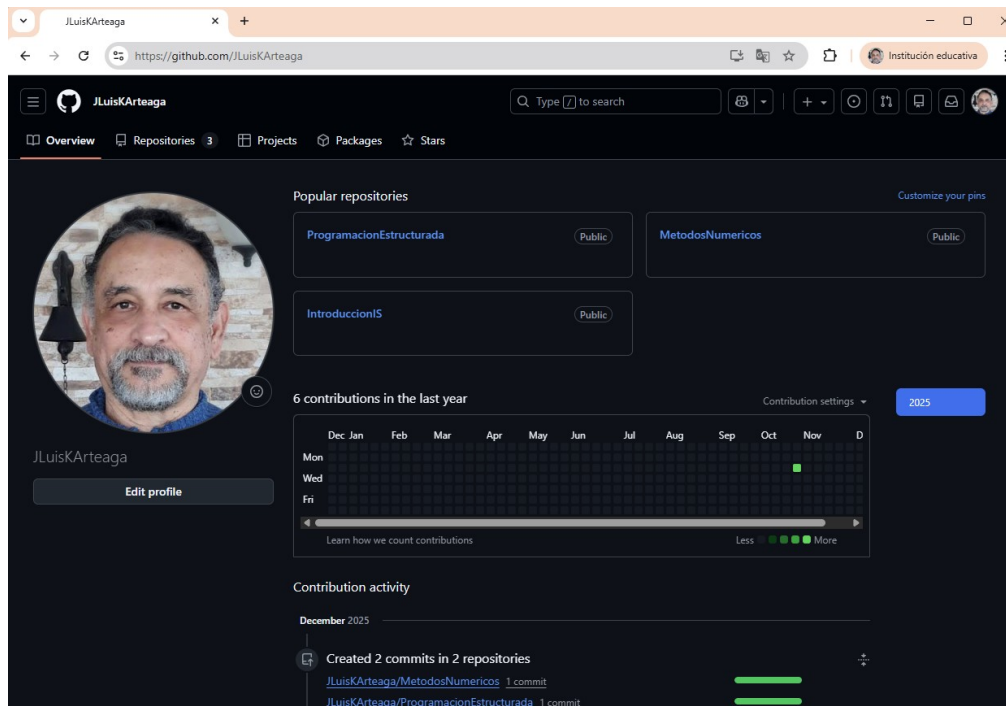 JLuisKArteaga
https://github.com/JLuisKArteaga
Institución educativa
JLuisKArteaga
Type / to search
Overview Repositories 3 Projects Packages Stars
Popular repositories Customize your pins
ProgramacionEstructurada Public MetodosNumericos Public
IntroduccionIS Public
6 contributions in the last year Contribution settings 2025
Dec Jan Feb Mar Apr May Jun Jul Aug Sep Oct Nov D
Mon
Wed
Fri
Learn how we count contributions Less More
JLuisKArteaga
Edit profile
Contribution activity
December 2025
Created 2 commits in 2 repositories
JLuisKArteaga/MetodosNumericos 1 commit
JLuisKArteaga/ProgramacionEstructurada 1 commit